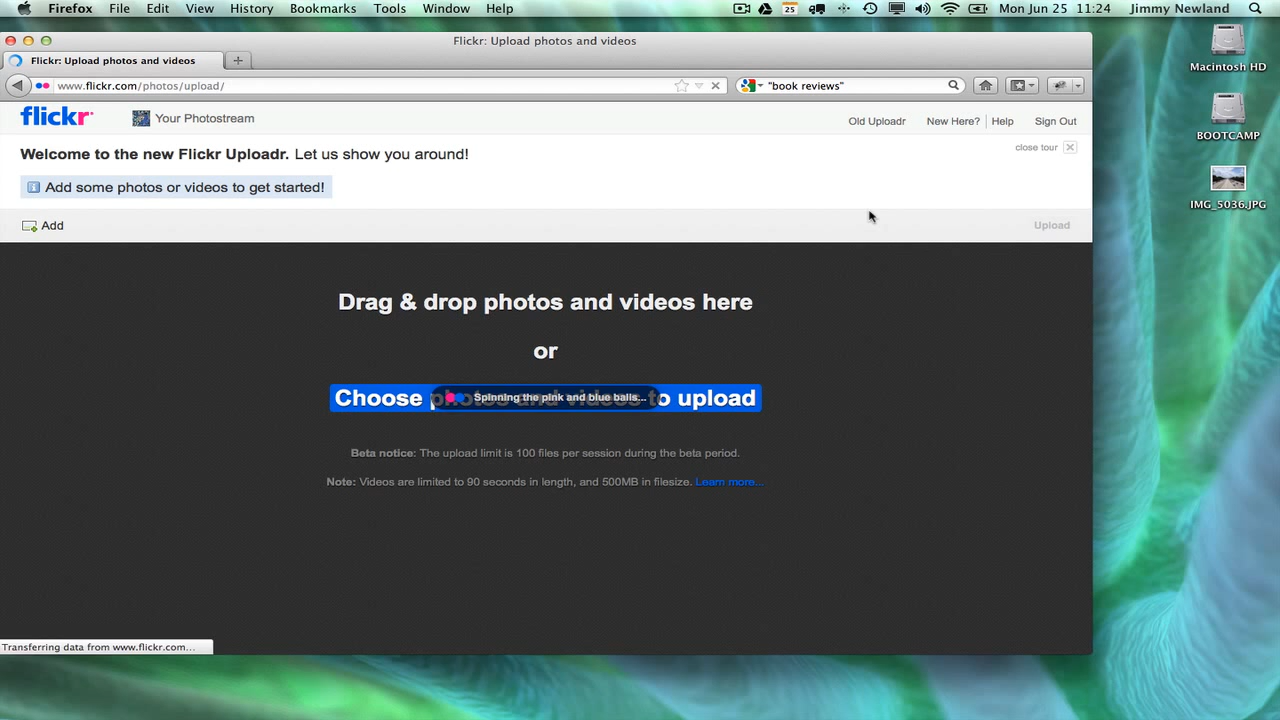 Firefox File Edit View History Bookmarks Tools Window Help 25 Mon Jun 25 11:24 Jimmy Newland
Flickr: Upload photos and videos
Flickr: Upload photos and videos
www.flickr.com/photos/upload/ "book reviews"
flickr Your Photostream Old Uploadr New Here? Help Sign Out
Welcome to the new Flickr Uploadr. Let us show you around! close tour
Add some photos or videos to get started!
Add Upload
Drag & drop photos and videos here
or
Choose photos and videos to upload
Spinning the pink and blue balls...
Beta notice: The upload limit is 100 files per session during the beta period.
Note: Videos are limited to 90 seconds in length, and 500MB in filesize. Learn more...
Transferring data from www.flickr.com...
Macintosh HD
BOOTCAMP
IMG_5036.JPG